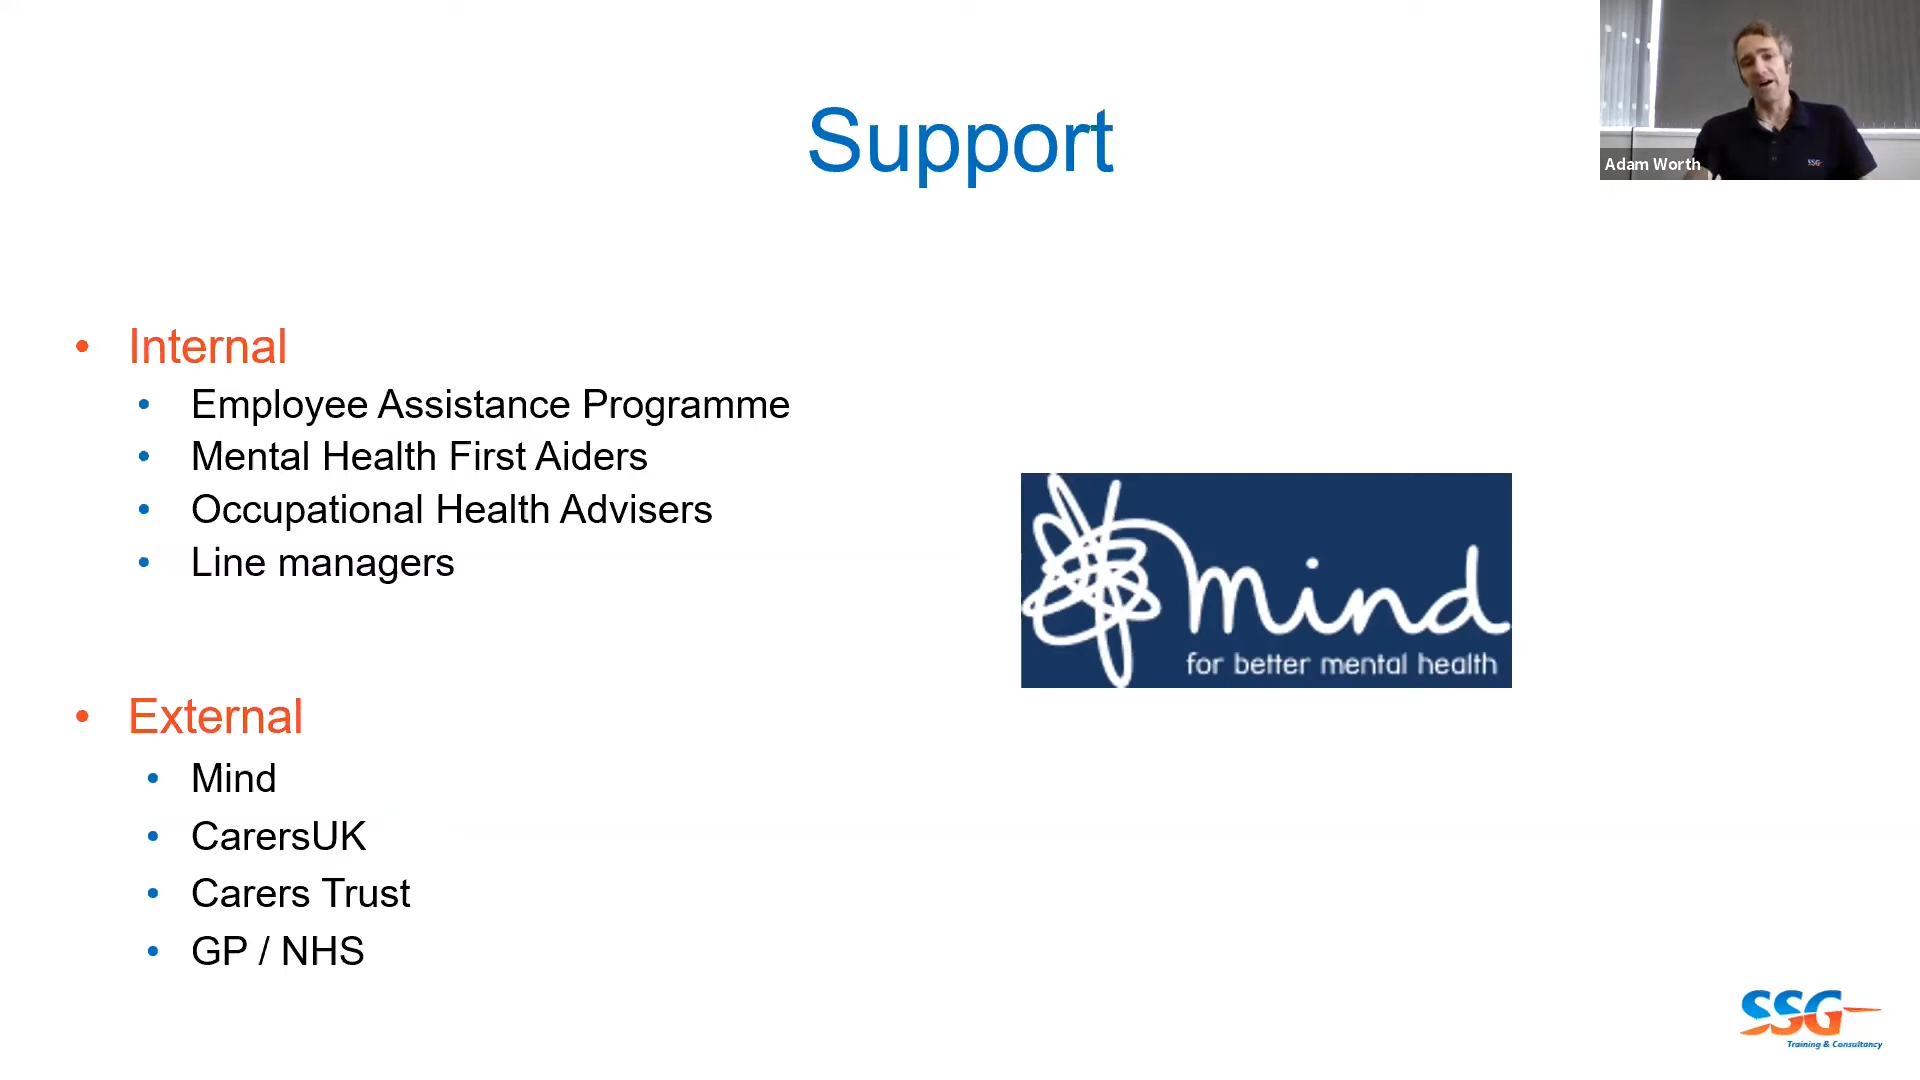 Support
Adam Worth
SSG
• Internal
• Employee Assistance Programme
• Mental Health First Aiders
• Occupational Health Advisers
• Line managers
mind
for better mental health
• External
• Mind
• CarersUK
• Carers Trust
• GP / NHS
SSG
Training & Consultancy